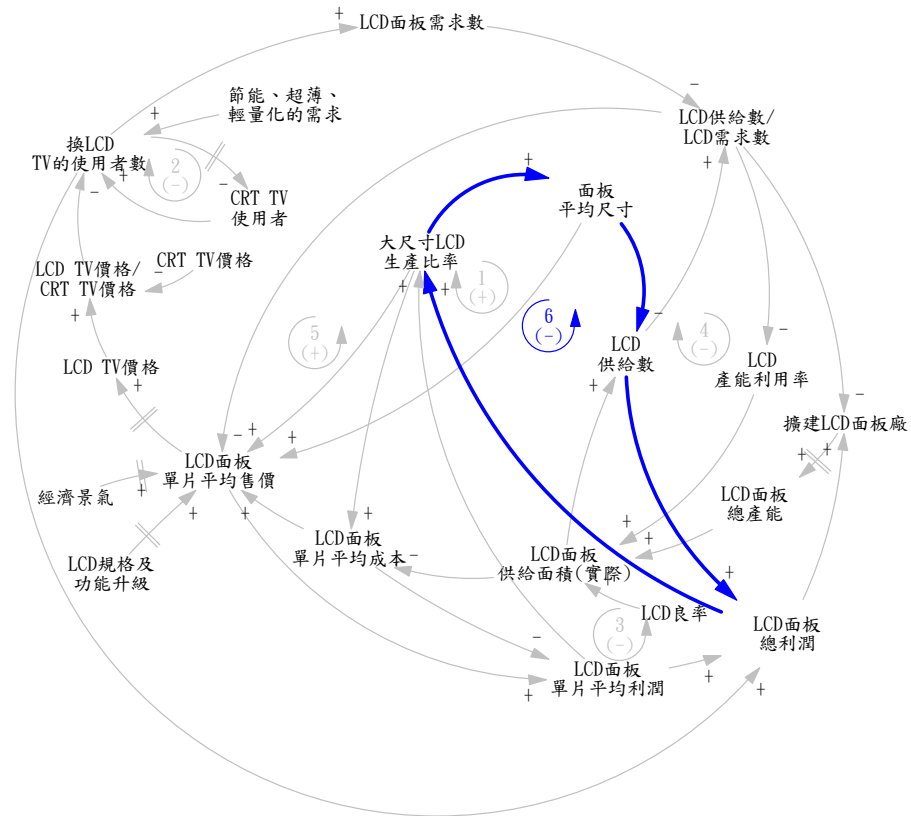 +
LCD面板需求數
節能、超薄、
輕量化的需求
+
換LCD
TV的使用者數
2
(-)
-
+
-
CRT TV
使用者
-
LCD供給數/
LCD需求數
+
+
面板
平均尺寸
大尺寸LCD
生產比率
+
+
1
(+)
LCD TV價格/
CRT TV價格
-
CRT TV價格
+
5
(+)
6
(-)
-
LCD
供給數
+
4
(-)
-
LCD
產能利用率
LCD TV價格
+
-
擴建LCD面板廠
+
+
-
+
+
LCD面板
單片平均售價
+
+
+
經濟景氣
LCD規格及
功能升級
LCD面板
總產能
+
LCD面板
單片平均成本
-
+
+
LCD面板
供給面積(實際)
+
LCD良率
3
(-)
+
LCD面板
總利潤
-
+
LCD面板
單片平均利潤
+
+